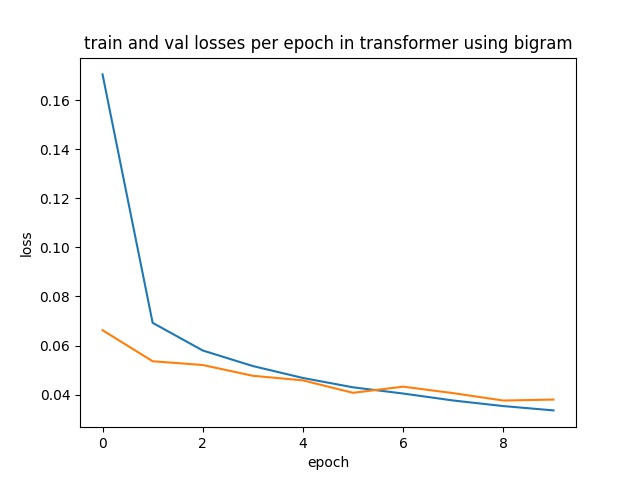 train and val losses per epoch in transformer using bigram
0.16
0.14
0.12
0.10
0.08
0.06
0.04
loss
0 2 4 6 8
epoch